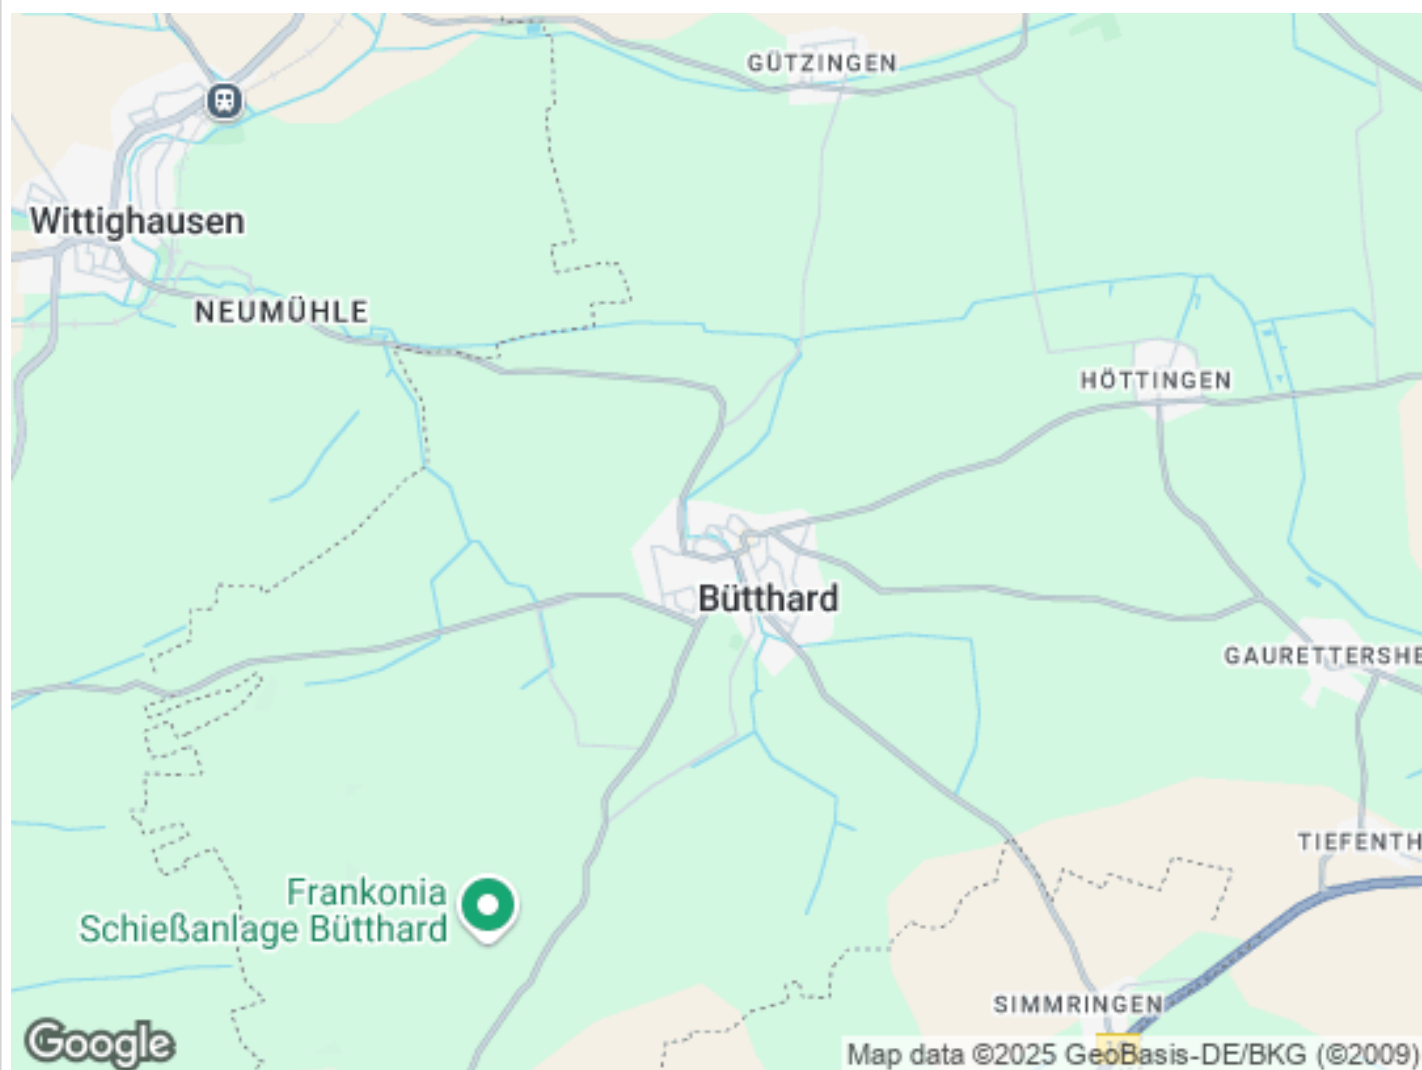 GÜTZINGEN
Wittighausen
NEUMÜHLE
HÖTTINGEN
Bütthard
GAURETTERSHE
TIEFENTH
Frankonia
Schießanlage Bütthard
SIMMRINGEN
Google
Map data ©2025 GeoBasis-DE/BKG (©2009)